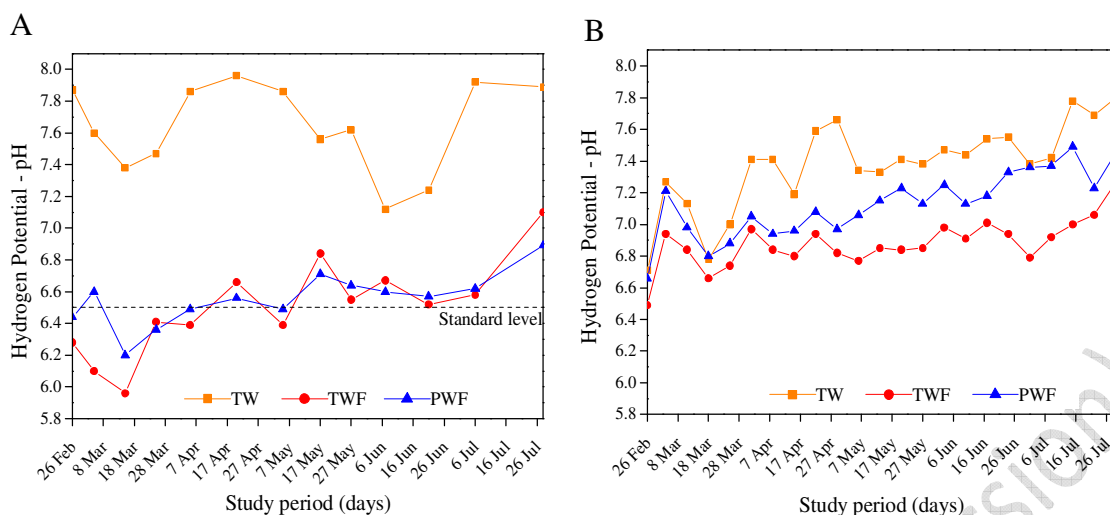 A
Hydrogen Potential - pH
8.0
7.8
7.6
7.4
7.2
7.0
6.8
6.6
6.4
6.2
6.0
5.8
Standard level
TW TWF PWF
26 Feb 8 Mar 18 Mar 28 Mar 7 Apr 17 Apr 27 Apr 7 May 17 May 27 May 6 Jun 16 Jun 26 Jun 6 Jul 16 Jul 26 Jul
Study period (days)
B
Hydrogen Potential - pH
8.0
7.8
7.6
7.4
7.2
7.0
6.8
6.6
6.4
6.2
6.0
5.8
TW TWF PWF
26 Feb 8 Mar 18 Mar 28 Mar 7 Apr 17 Apr 27 Apr 7 May 17 May 27 May 6 Jun 16 Jun 26 Jun 6 Jul 16 Jul 26 Jul
Study period (days)